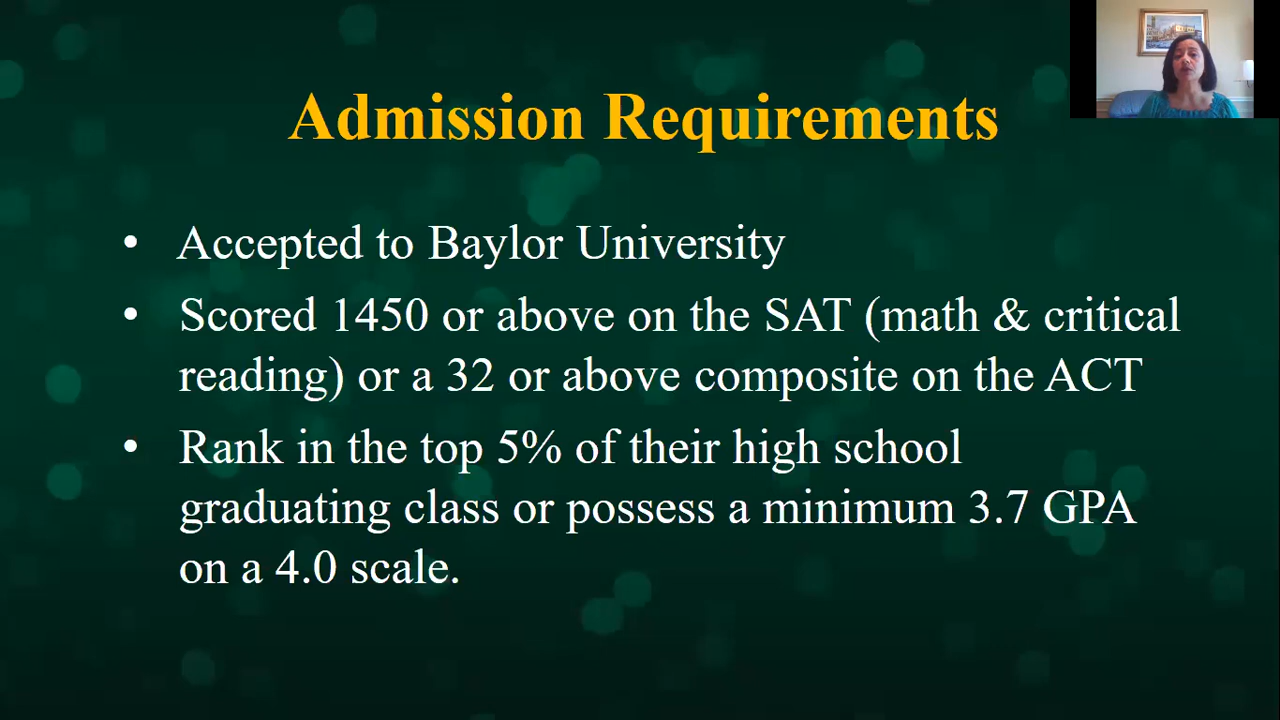 Admission Requirements
• Accepted to Baylor University
• Scored 1450 or above on the SAT (math & critical
reading) or a 32 or above composite on the ACT
• Rank in the top 5% of their high school
graduating class or possess a minimum 3.7 GPA
on a 4.0 scale.